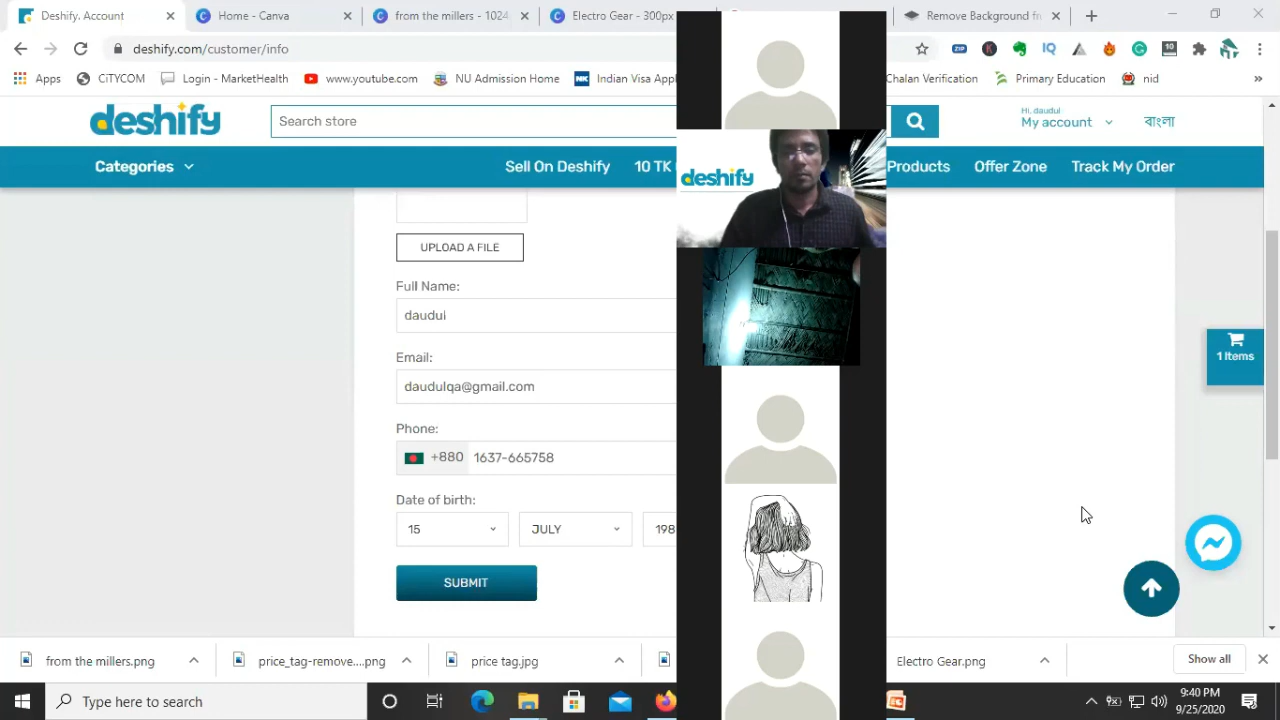 Deshify. Account
Home - Canva
from the millers - 1024
Electro Gear - 300px
Remove Background fr
deshify.com/customer/info
ZIP
IQ
10
Apps
CiTYCOM
Login - MarketHealth
www.youtube.com
NU Admission Home
NK
Indian Visa Appl
Chalan Verification
Primary Education
nid
deshify
Search store
Hi, daudul
My account
বাংলা
Categories
Sell On Deshify
10 TK
Products
Offer Zone
Track My Order
deshify
UPLOAD A FILE
Full Name:
daudul
Email:
daudulqa@gmail.com
1 Items
Phone:
+880
1637-665758
Date of birth:
15
JULY
198
SUBMIT
from the millers.png
price_tag-remove....png
price tag.jpg
Electro Gear.png
Show all
Type here to search
9:40 PM
9/25/2020